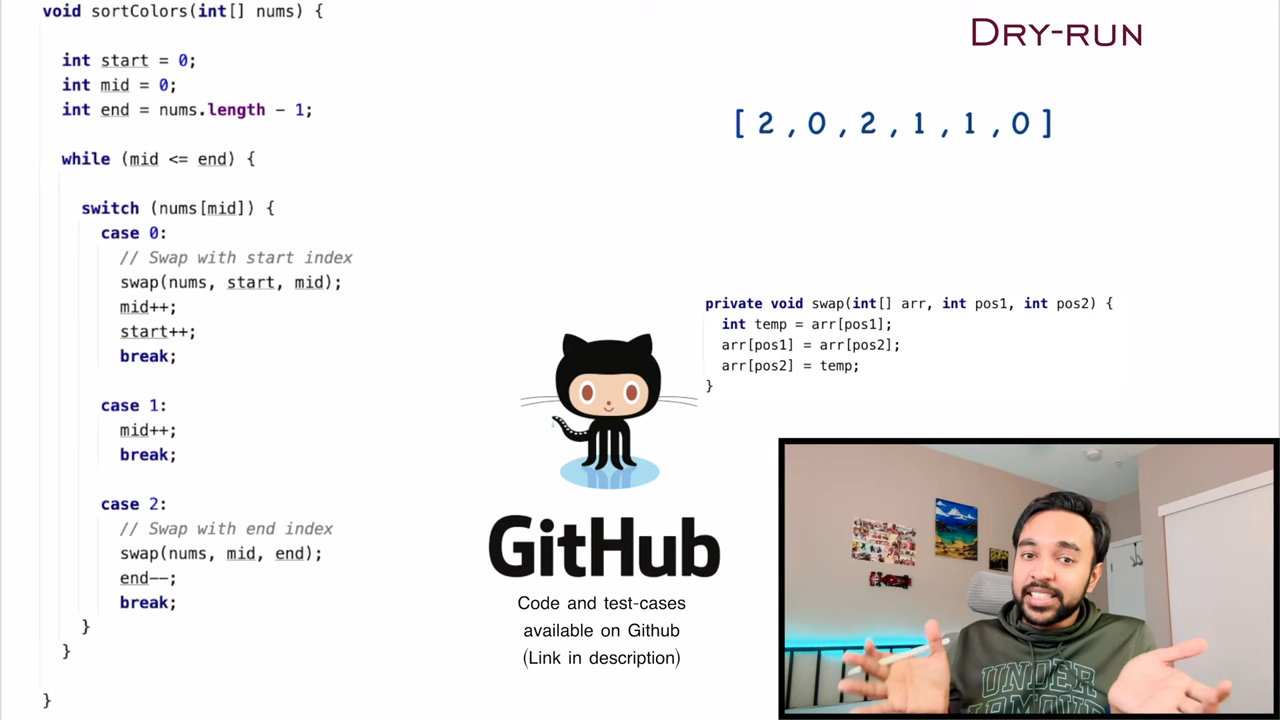 void sortColors(int[] nums) {
int start = 0;
int mid = 0;
int end = nums.length - 1;
while (mid <= end) {
switch (nums[mid]) {
case 0:
// Swap with start index
swap(nums, start, mid);
mid++;
start++;
break;
case 1:
mid++;
break;
case 2:
// Swap with end index
swap(nums, mid, end);
end--;
break;
}
}
}
DRY-RUN
[ 2 , 0 , 2 , 1 , 1 , 0 ]
private void swap(int[] arr, int pos1, int pos2) {
int temp = arr[pos1];
arr[pos1] = arr[pos2];
arr[pos2] = temp;
}
GitHub
Code and test-cases
available on Github
(Link in description)
UNDER
ARMOUR